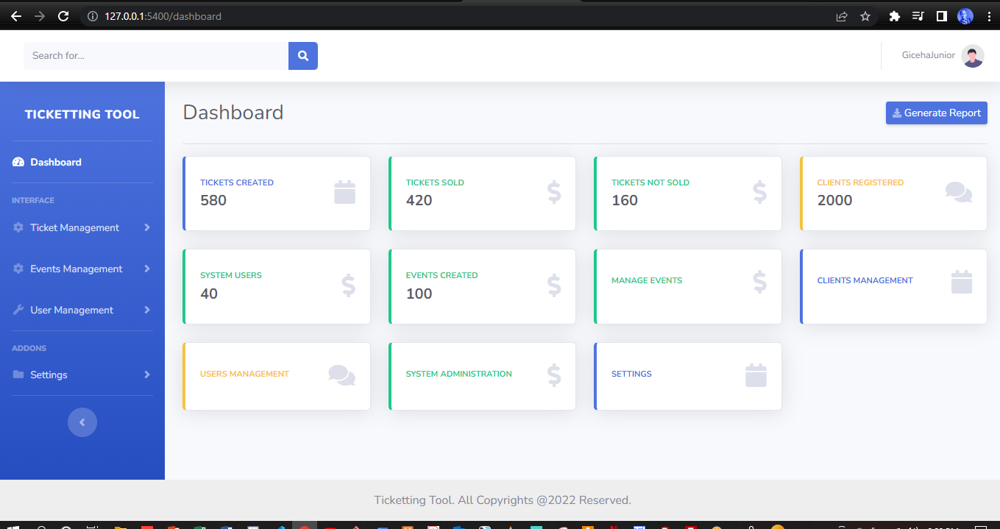 127.0.0.1:5400/dashboard
Search for...
GicehaJunior
TICKETTING TOOL
Dashboard
INTERFACE
Ticket Management
Events Management
User Management
ADDONS
Settings
Dashboard
Generate Report
TICKETS CREATED
580
TICKETS SOLD
420
TICKETS NOT SOLD
160
CLIENTS REGISTERED
2000
SYSTEM USERS
40
EVENTS CREATED
100
MANAGE EVENTS
CLIENTS MANAGEMENT
USERS MANAGEMENT
SYSTEM ADMINISTRATION
SETTINGS
Ticketting Tool. All Copyrights @2022 Reserved.